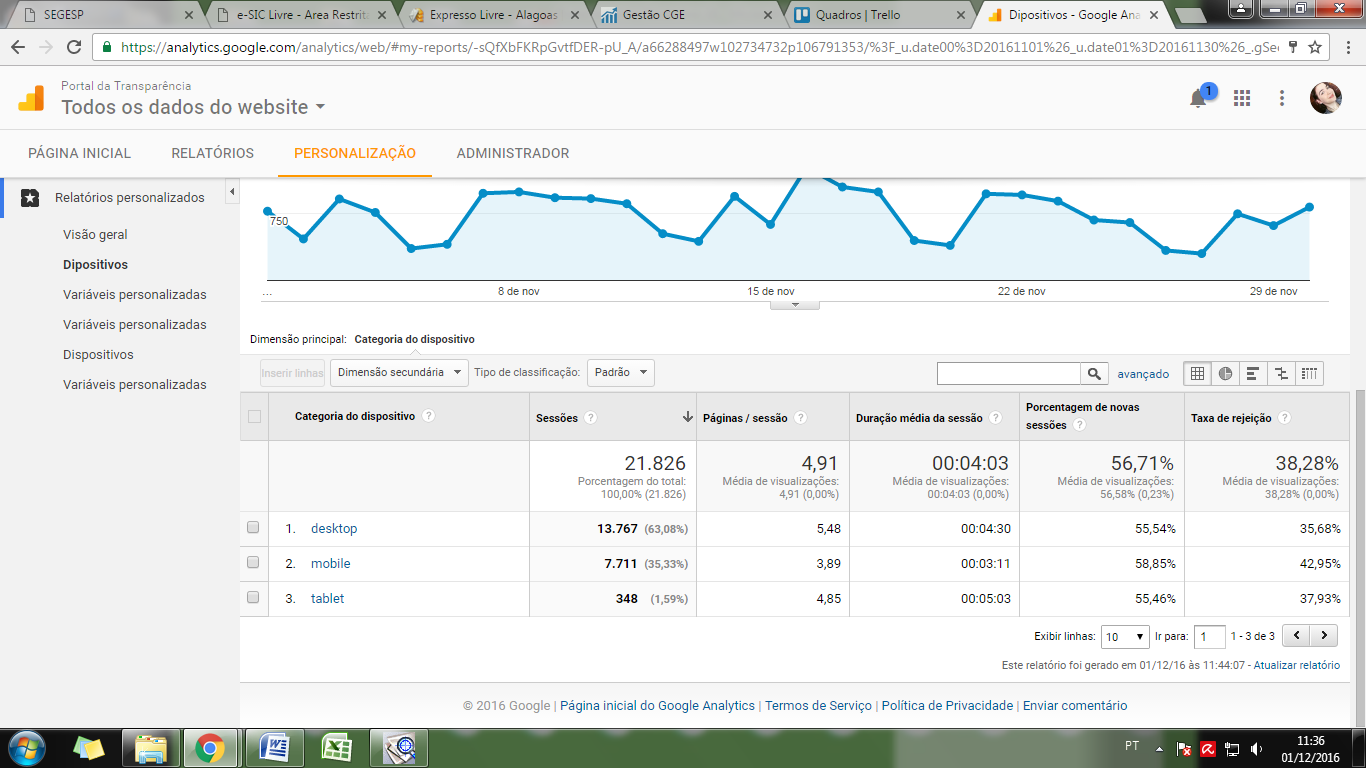 SEGESP
e-SIC Livre - Area Restrit
Expresso Livre - Alagoas
Gestão CGE
Quadros | Trello
Dipositivos - Google Ana
https://analytics.google.com/analytics/web/#my-reports/-sQfXbFKRpGvtfDER-pU_A/a66288497w102734732p106791353/%3F_u.date00%3D20161101%26_u.date01%3D20161130%26_.gSec
Portal da Transparência
Todos os dados do website
1
PÁGINA INICIAL
RELATÓRIOS
PERSONALIZAÇÃO
ADMINISTRADOR
Relatórios personalizados
Visão geral
Dipositivos
Variáveis personalizadas
Variáveis personalizadas
Dispositivos
Variáveis personalizadas
750
... 8 de nov 15 de nov 22 de nov 29 de nov
Dimensão principal: Categoria do dispositivo
Inserir linhas Dimensão secundária Tipo de classificação: Padrão avançado
Categoria do dispositivo ? Sessões ? Páginas / sessão ? Duração média da sessão ? Porcentagem de novas sessões ? Taxa de rejeição ?
21.826 4,91 00:04:03 56,71% 38,28%
Porcentagem do total: Média de visualizações: Média de visualizações: Média de visualizações: Média de visualizações:
100,00% (21.826) 4,91 (0,00%) 00:04:03 (0,00%) 56,58% (0,23%) 38,28% (0,00%)
1. desktop 13.767 (63,08%) 5,48 00:04:30 55,54% 35,68%
2. mobile 7.711 (35,33%) 3,89 00:03:11 58,85% 42,95%
3. tablet 348 (1,59%) 4,85 00:05:03 55,46% 37,93%
Exibir linhas: 10 Ir para: 1 1 - 3 de 3
Este relatório foi gerado em 01/12/16 às 11:44:07 - Atualizar relatório
© 2016 Google | Página inicial do Google Analytics | Termos de Serviço | Política de Privacidade | Enviar comentário
PT
11:36
01/12/2016